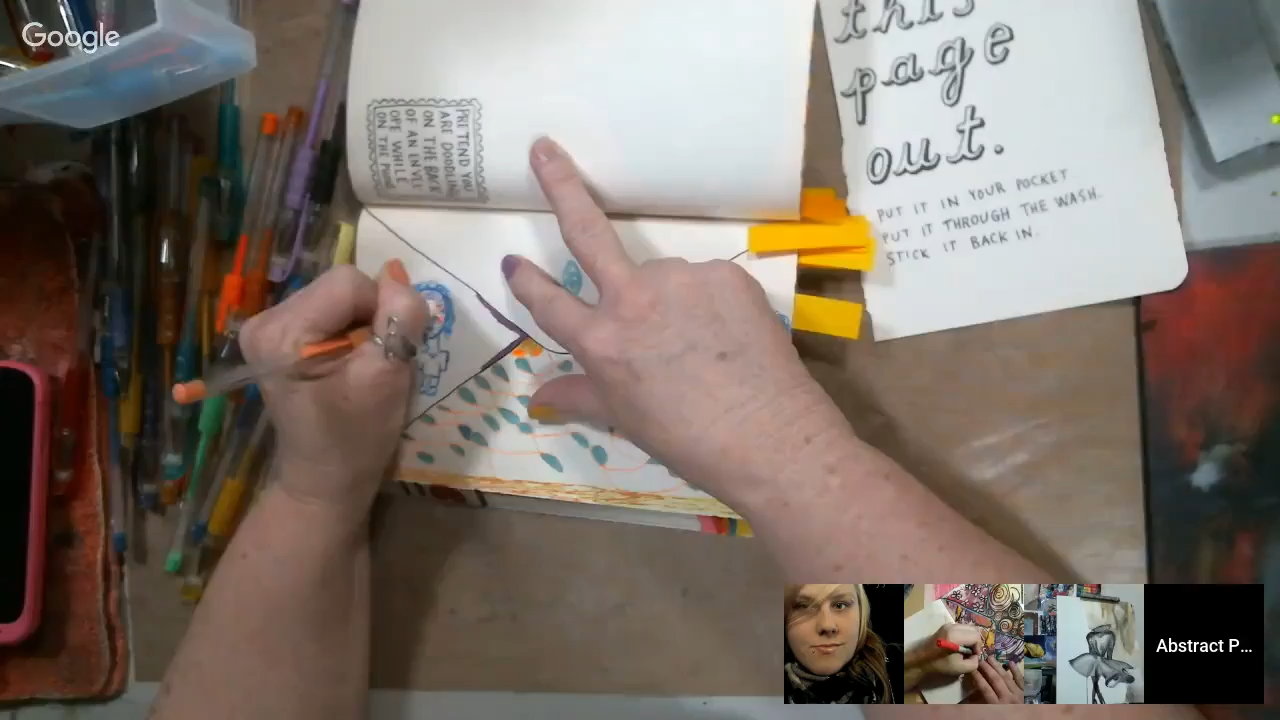 Google
this
page
out.
PUT IT IN YOUR POCKET
PUT IT THROUGH THE WASH.
STICK IT BACK IN.
PRETEND YOU
ARE DOODLING
ON THE BACK
OF AN ENVEL
OPE WHILE
ON THE PHONE
Abstract P...